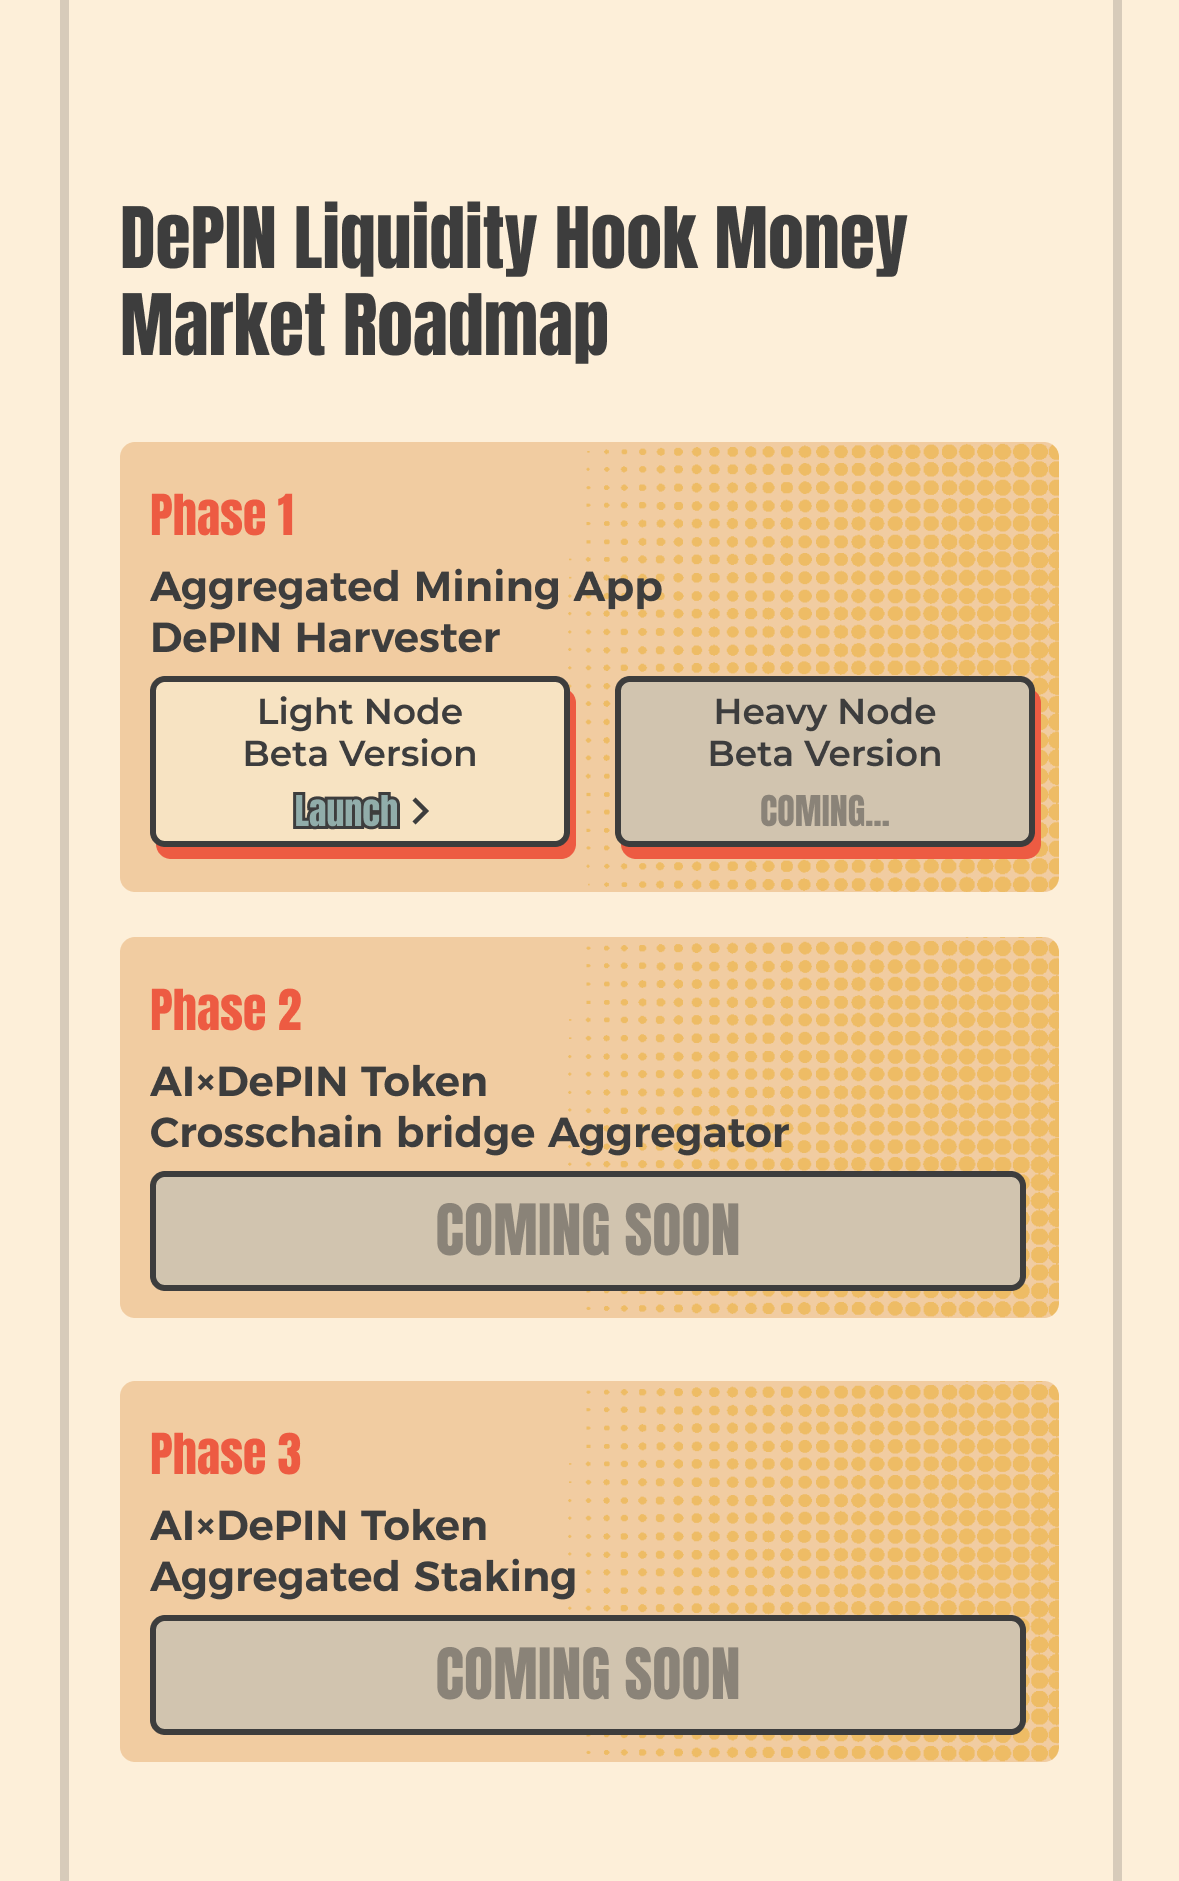 DePIN Liquidity Hook Money
Market Roadmap
Phase 1
Aggregated Mining App
DePIN Harvester
Light Node
Beta Version
Launch >
Heavy Node
Beta Version
COMING...
Phase 2
AI×DePIN Token
Crosschain bridge Aggregator
COMING SOON
Phase 3
AI×DePIN Token
Aggregated Staking
COMING SOON